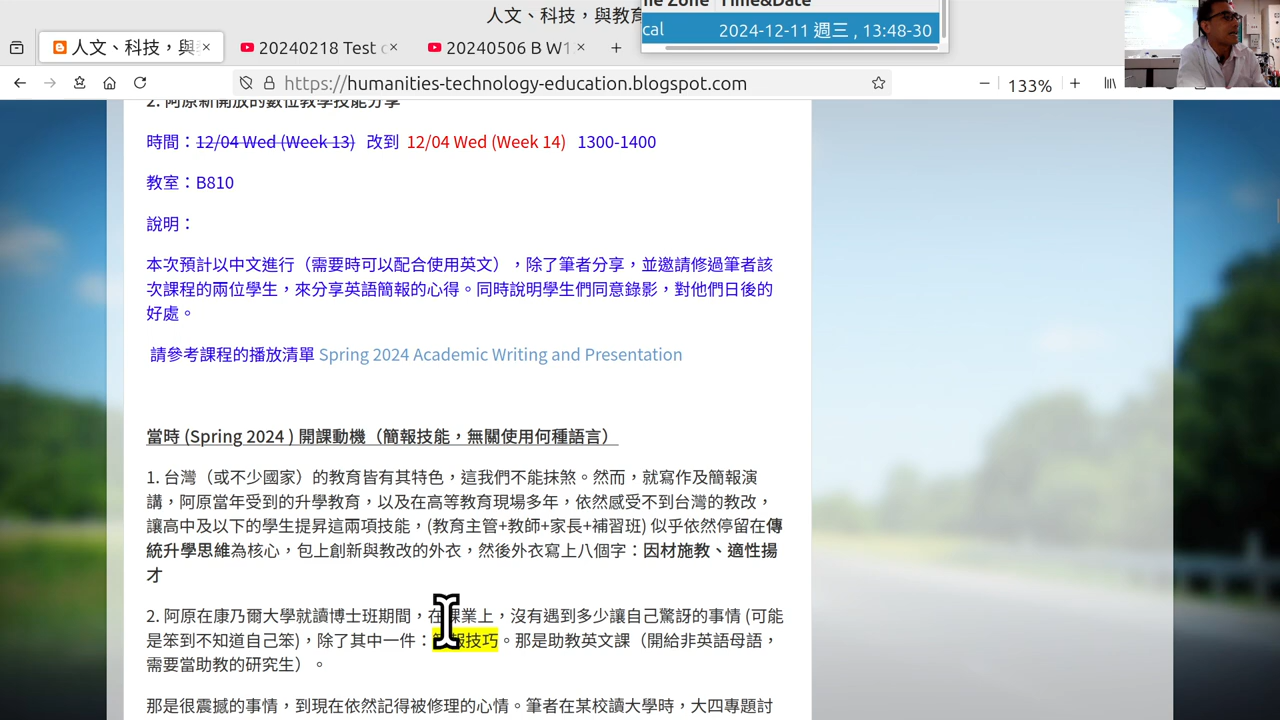 人文、科技，與教育
ne Zone Time&Date
cal 2024-12-11 週三 , 13:48-30
人文、科技，與 × 20240218 Test c × 20240506 B W1 × +
https://humanities-technology-education.blogspot.com 133%
2. 阿原新開放的數位教學技能分享
時間：12/04 Wed (Week 13) 改到 12/04 Wed (Week 14) 1300-1400
教室：B810
說明：
本次預計以中文進行（需要時可以配合使用英文），除了筆者分享，並邀請修過筆者該
次課程的兩位學生，來分享英語簡報的心得。同時說明學生們同意錄影，對他們日後的
好處。
請參考課程的播放清單 Spring 2024 Academic Writing and Presentation
當時 (Spring 2024 ) 開課動機（簡報技能，無關使用何種語言）
1. 台灣（或不少國家）的教育皆有其特色，這我們不能抹煞。然而，就寫作及簡報演
講，阿原當年受到的升學教育，以及在高等教育現場多年，依然感受不到台灣的教改，
讓高中及以下的學生提昇這兩項技能，(教育主管+教師+家長+補習班) 似乎依然停留在傳
統升學思維為核心，包上創新與教改的外衣，然後外衣寫上八個字：因材施教、適性揚
才
2. 阿原在康乃爾大學就讀博士班期間，在課業上，沒有遇到多少讓自己驚訝的事情 (可能
是笨到不知道自己笨)，除了其中一件：簡報技巧。那是助教英文課（開給非英語母語，
需要當助教的研究生）。
那是很震撼的事情，到現在依然記得被修理的心情。筆者在某校讀大學時，大四專題討